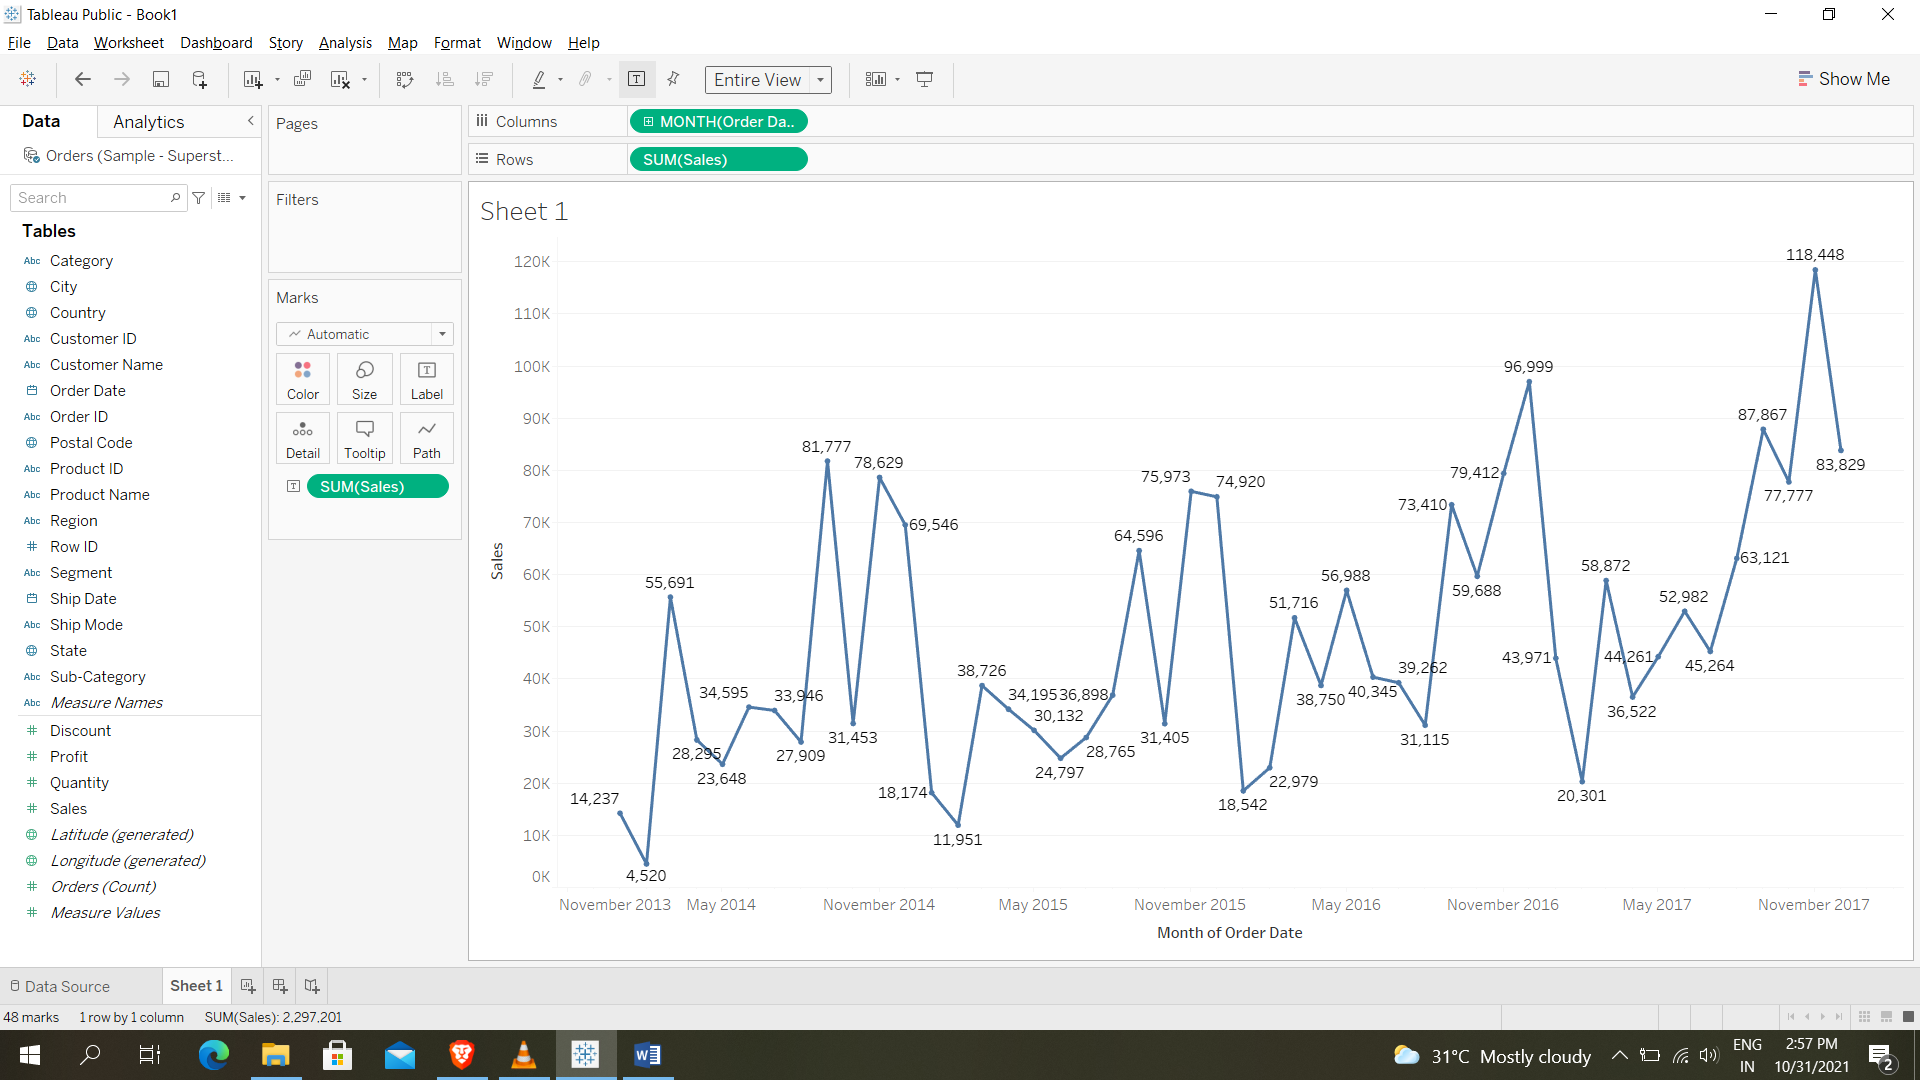 Tableau Public - Book1
File Data Worksheet Dashboard Story Analysis Map Format Window Help
Entire View
Show Me
Data Analytics
Orders (Sample - Superst...
Search
Tables
Abc Category
City
Country
Abc Customer ID
Abc Customer Name
Order Date
Abc Order ID
Postal Code
Abc Product ID
Abc Product Name
Abc Region
# Row ID
Abc Segment
Ship Date
Abc Ship Mode
State
Abc Sub-Category
Abc Measure Names
# Discount
# Profit
# Quantity
# Sales
Latitude (generated)
Longitude (generated)
# Orders (Count)
# Measure Values
Pages
Filters
Marks
Automatic
Color Size Label
Detail Tooltip Path
SUM(Sales)
Columns MONTH(Order Da..
Rows SUM(Sales)
Sheet 1
Sales
120K
110K
100K
90K
80K
70K
60K
50K
40K
30K
20K
10K
0K
14,237
4,520
55,691
28,295
23,648
34,595
33,946
27,909
81,777
31,453
78,629
69,546
18,174
11,951
38,726
34,195
30,132
24,797
28,765
36,898
64,596
31,405
75,973
74,920
18,542
22,979
51,716
38,750
56,988
40,345
39,262
31,115
73,410
59,688
79,412
96,999
43,971
20,301
58,872
36,522
44,261
52,982
45,264
63,121
87,867
77,777
118,448
83,829
November 2013 May 2014 November 2014 May 2015 November 2015 May 2016 November 2016 May 2017 November 2017
Month of Order Date
Data Source Sheet 1
48 marks 1 row by 1 column SUM(Sales): 2,297,201
31°C Mostly cloudy
ENG
IN
2:57 PM
10/31/2021
2